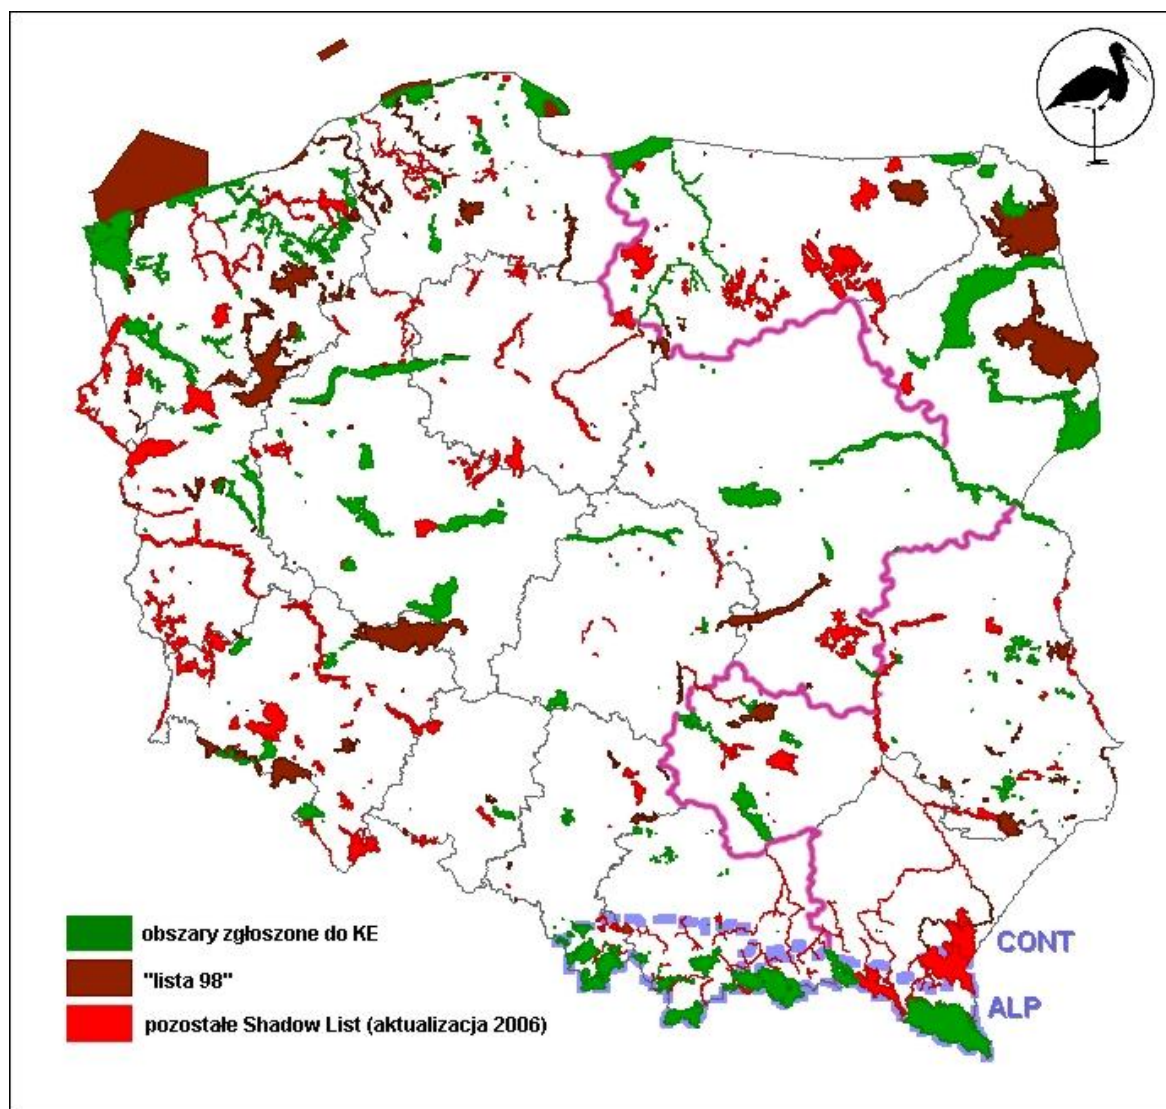 CONT
ALP
obszary zgłoszone do KE
"lista 98"
pozostałe Shadow List (aktualizacja 2006)